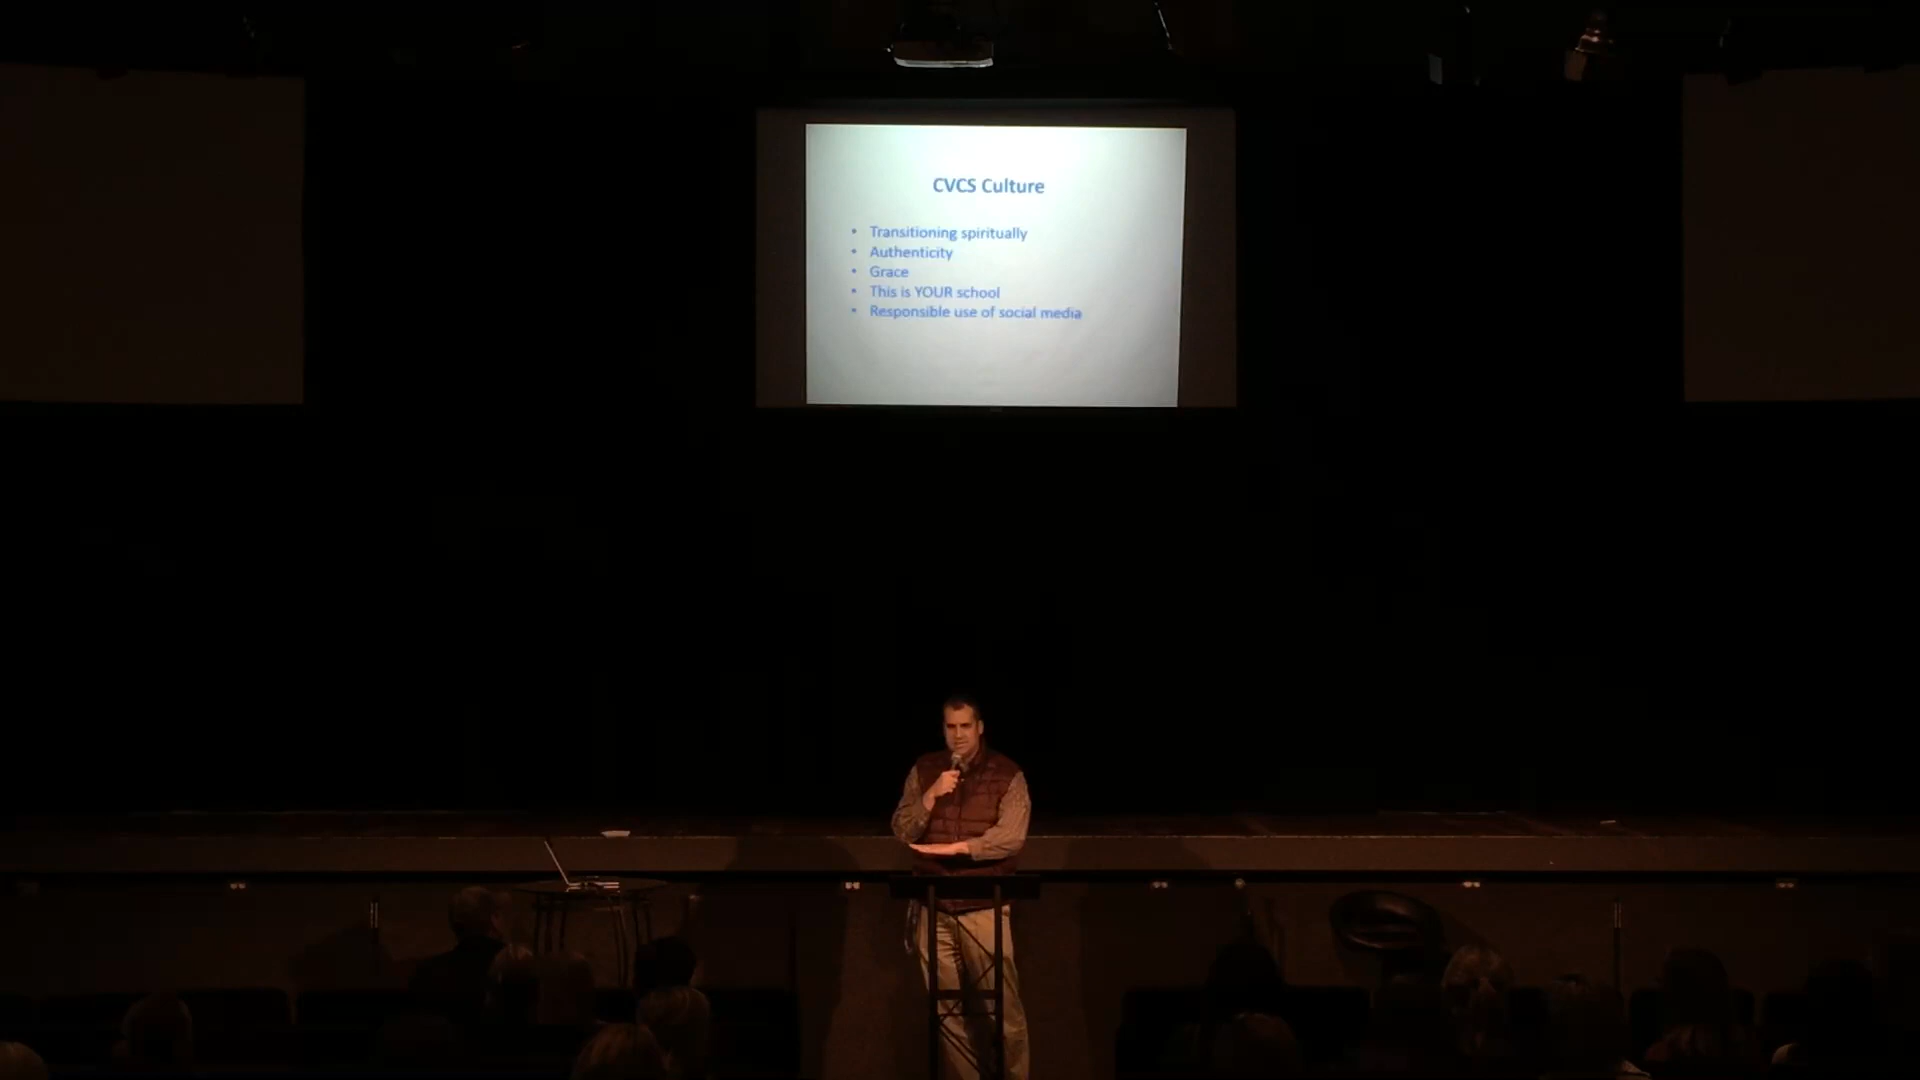 CVCS Culture
• Transitioning spiritually
• Authenticity
• Grace
• This is YOUR school
• Responsible use of social media